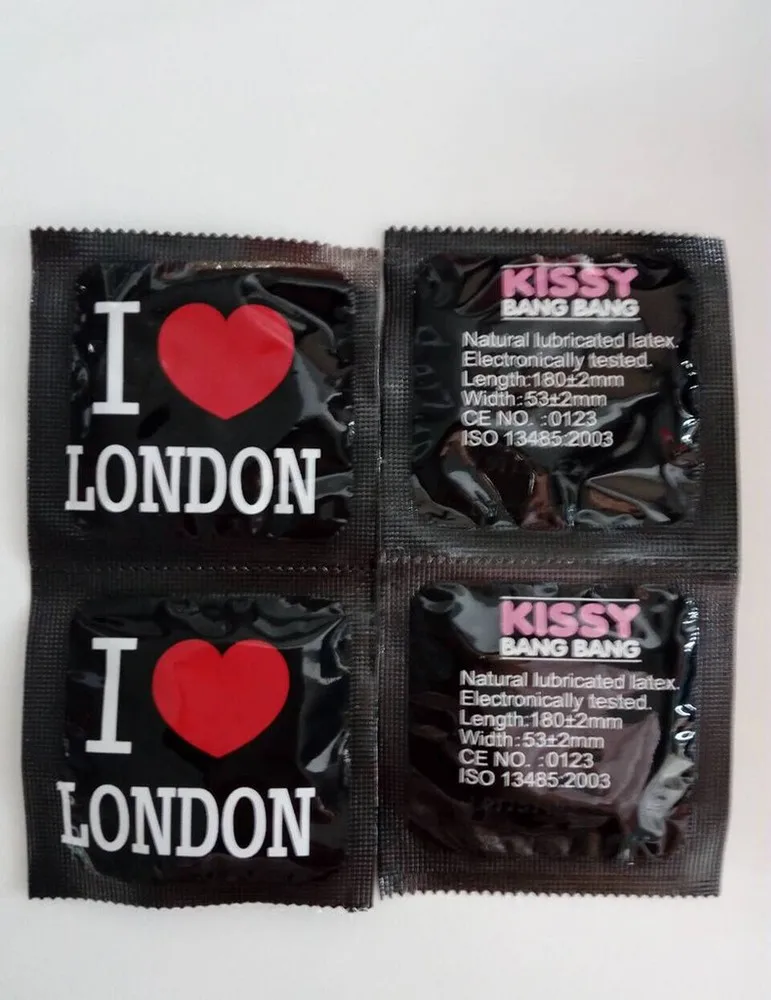 I ❤
LONDON
KISSY
BANG BANG
Natural lubricated latex.
Electronically tested.
Length:180±2mm
Width:53±2mm
CE NO. :0123
ISO 13485:2003
I ❤
LONDON
KISSY
BANG BANG
Natural lubricated latex.
Electronically tested.
Length:180±2mm
Width:53±2mm
CE NO. :0123
ISO 13485:2003